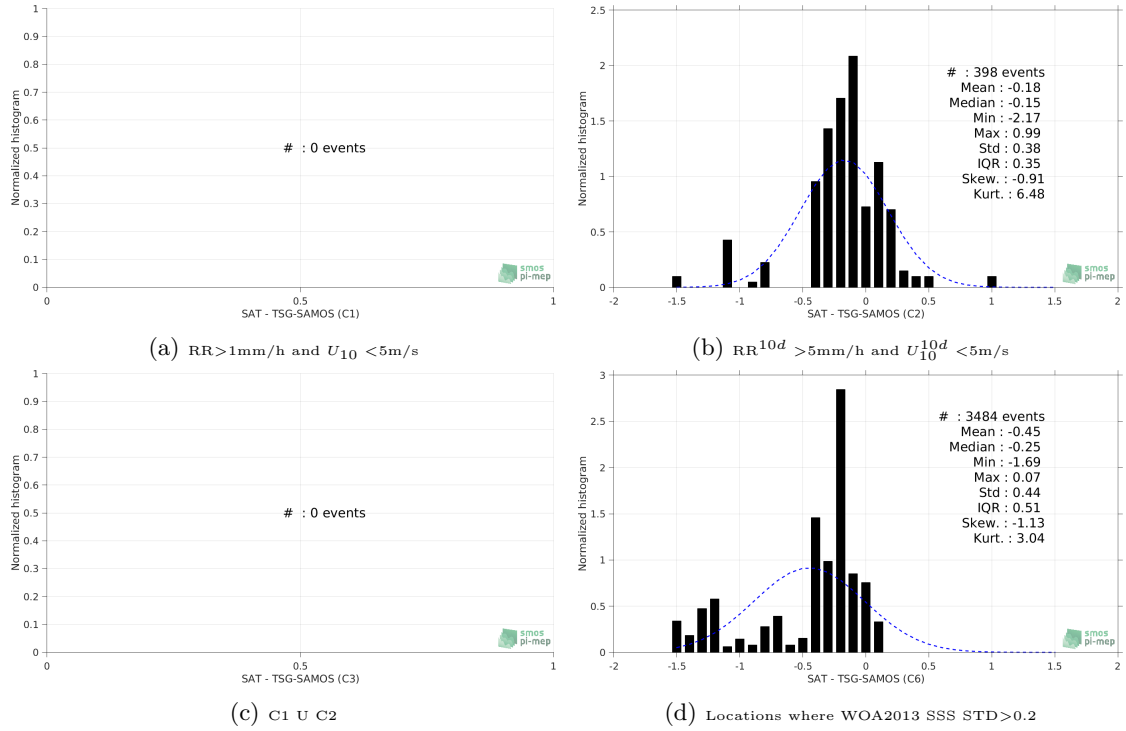 1
0.9
0.8
0.7
0.6
0.5
0.4
0.3
0.2
0.1
0
0
0.5
1
Normalized histogram
# : 0 events
smos
pi-mep
SAT - TSG-SAMOS (C1)
(a) RR>1mm/h and U10 <5m/s
2.5
2
1.5
1
0.5
0
-2
-1.5
-1
-0.5
0
0.5
1
1.5
2
Normalized histogram
# : 398 events
Mean : -0.18
Median : -0.15
Min : -2.17
Max : 0.99
Std : 0.38
IQR : 0.35
Skew. : -0.91
Kurt. : 6.48
smos
pi-mep
SAT - TSG-SAMOS (C2)
(b) RR^10d >5mm/h and U10^10d <5m/s
1
0.9
0.8
0.7
0.6
0.5
0.4
0.3
0.2
0.1
0
0
0.5
1
Normalized histogram
# : 0 events
smos
pi-mep
SAT - TSG-SAMOS (C3)
(c) C1 U C2
3
2.5
2
1.5
1
0.5
0
-2
-1.5
-1
-0.5
0
0.5
1
1.5
2
Normalized histogram
# : 3484 events
Mean : -0.45
Median : -0.25
Min : -1.69
Max : 0.07
Std : 0.44
IQR : 0.51
Skew. : -1.13
Kurt. : 3.04
smos
pi-mep
SAT - TSG-SAMOS (C6)
(d) Locations where WOA2013 SSS STD>0.2